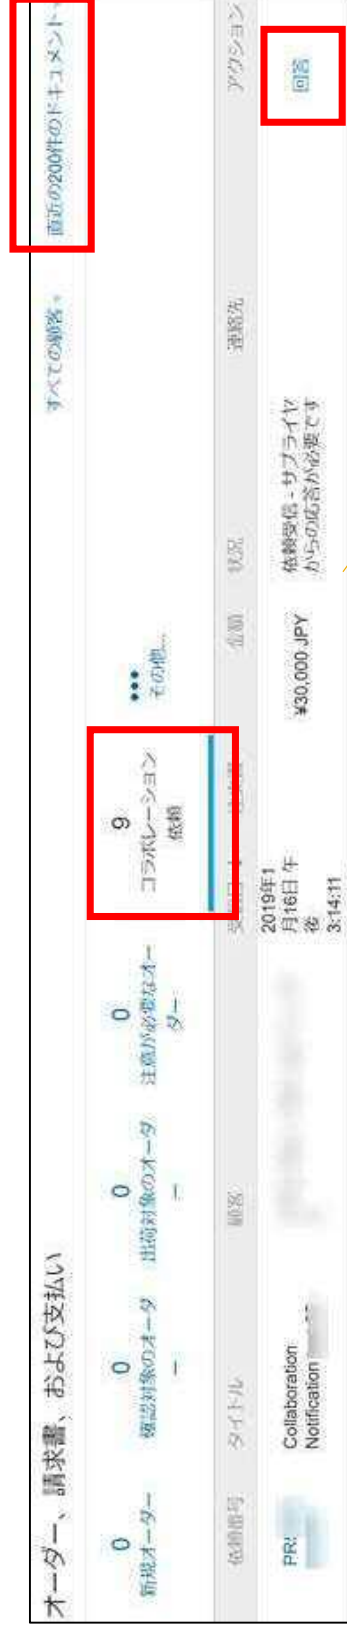 オーダー、請求書、および支払い
すべての顧客
直近の200件のドキュメント
0
新規オーダー
0
確認対象のオーダ
ー
0
出荷対象のオーダ
ー
0
注意が必要なオー
ダー
9
コラボレーション
依頼
•••
その他...
依頼番号 タイトル 顧客 金額 状況 連絡先 アクション
PR
Collaboration
Notification
2019年1
月16日 午
後
3:14:11
¥30,000 JPY
依頼受信 - サプライヤ
からの応答が必要です
回答